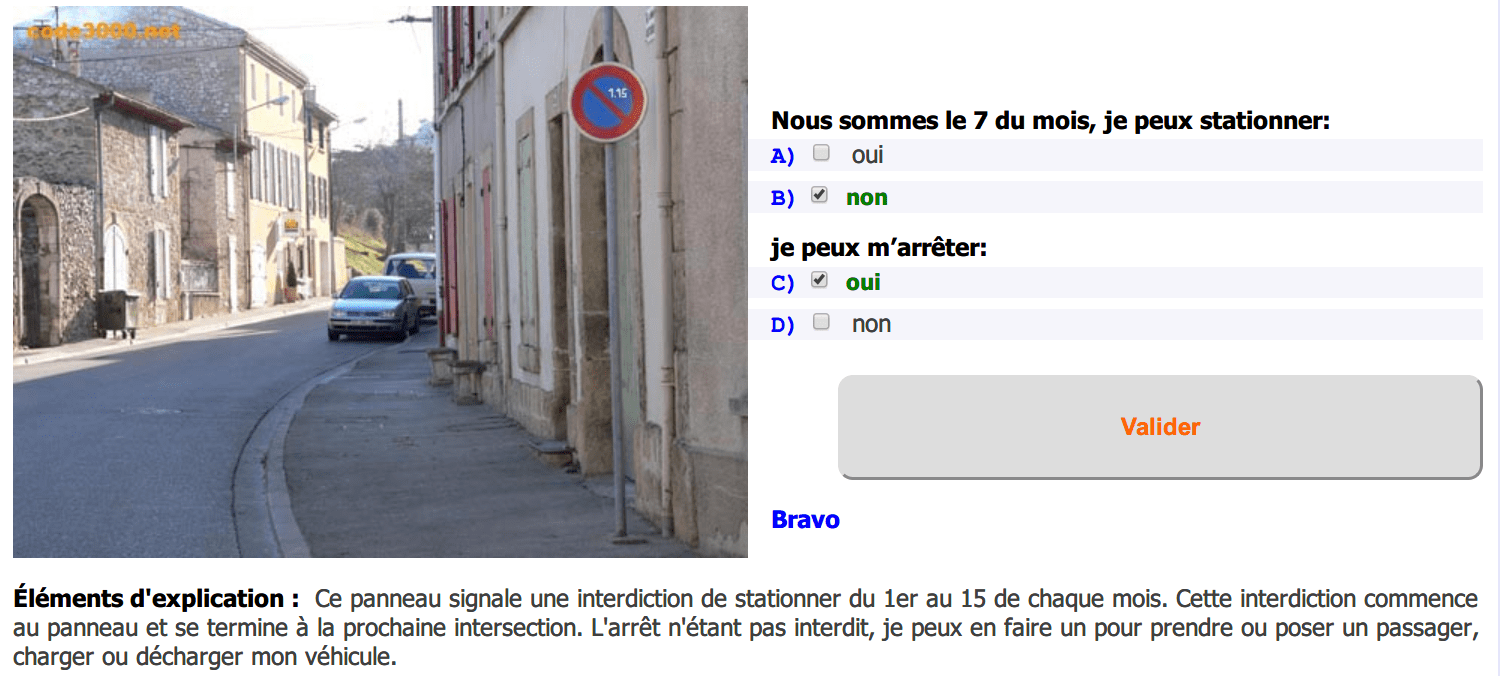 code3000.net
1.15
Nous sommes le 7 du mois, je peux stationner:
A) oui
B) non
je peux m’arrêter:
C) oui
D) non
Valider
Bravo
Éléments d'explication : Ce panneau signale une interdiction de stationner du 1er au 15 de chaque mois. Cette interdiction commence
au panneau et se termine à la prochaine intersection. L'arrêt n'étant pas interdit, je peux en faire un pour prendre ou poser un passager,
charger ou décharger mon véhicule.